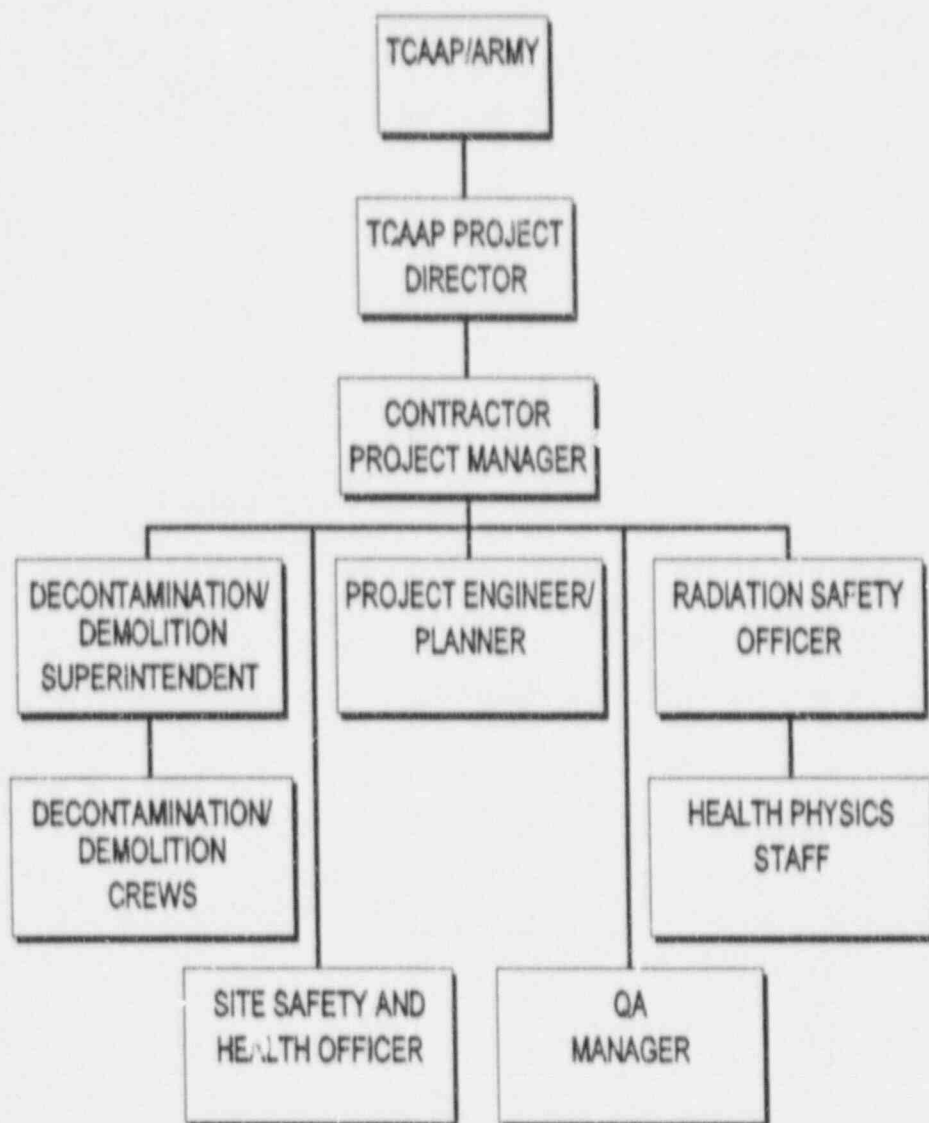 TCAAP/ARMY
TCAAP PROJECT
DIRECTOR
CONTRACTOR
PROJECT MANAGER
DECONTAMINATION/
DEMOLITION
SUPERINTENDENT
PROJECT ENGINEER/
PLANNER
RADIATION SAFETY
OFFICER
DECONTAMINATION/
DEMOLITION
CREWS
HEALTH PHYSICS
STAFF
SITE SAFETY AND
HEALTH OFFICER
QA
MANAGER